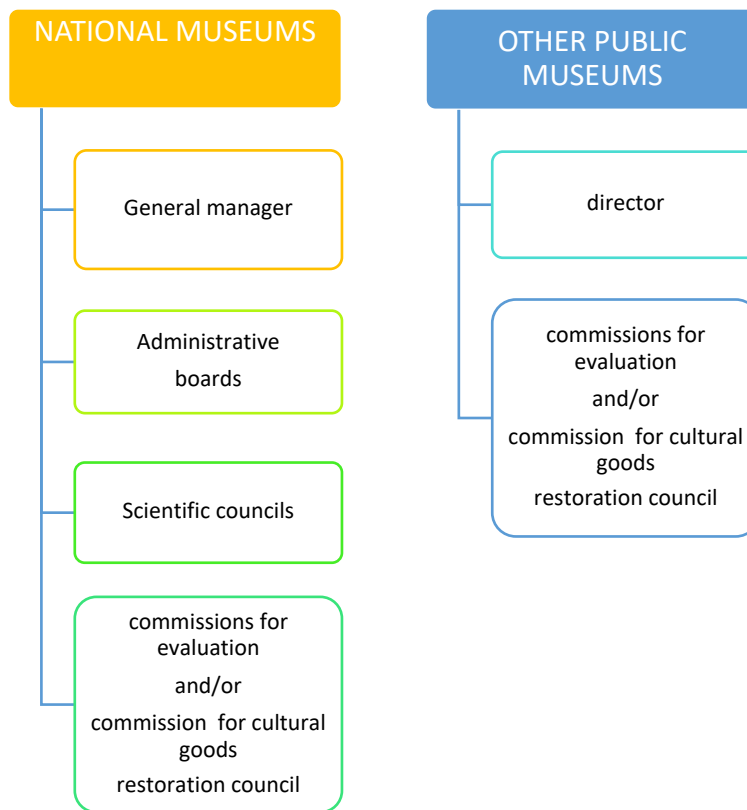 NATIONAL MUSEUMS
General manager
Administrative
boards
Scientific councils
commissions for
evaluation
and/or
commission for cultural
goods
restoration council
OTHER PUBLIC
MUSEUMS
director
commissions for
evaluation
and/or
commission for cultural
goods
restoration council